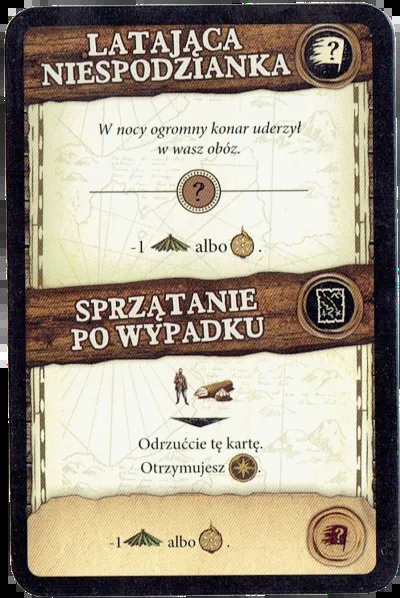 LATAJĄCA
NIESPODZIANKA
?
W nocy ogromny konar uderzył
w wasz obóz.
?
-1 albo .
SPRZĄTANIE
PO WYPADKU
Odrzućcie tę kartę.
Otrzymujesz .
-1 albo .
?